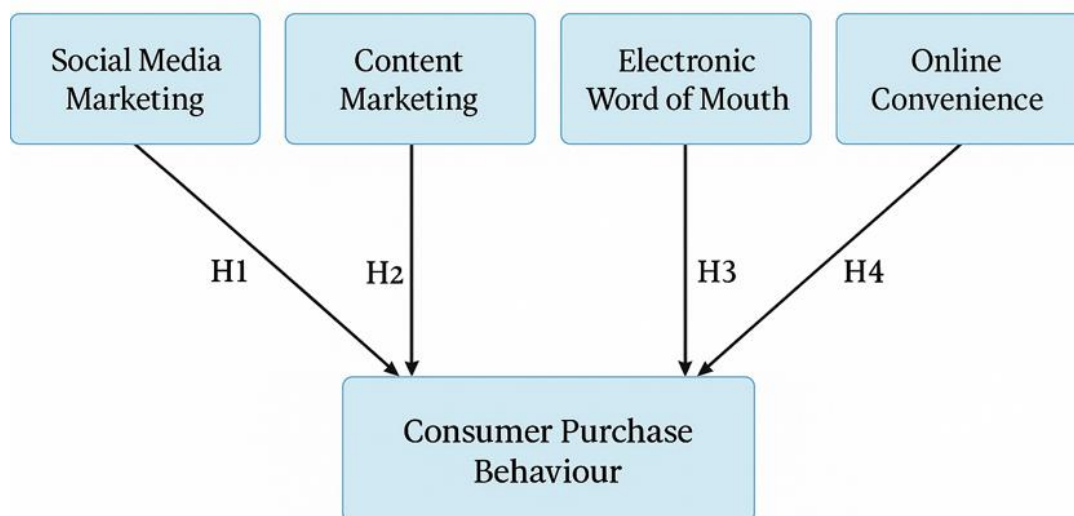 Social Media
Marketing
Content
Marketing
Electronic
Word of Mouth
Online
Convenience
H1
H2
H3
H4
Consumer Purchase
Behaviour